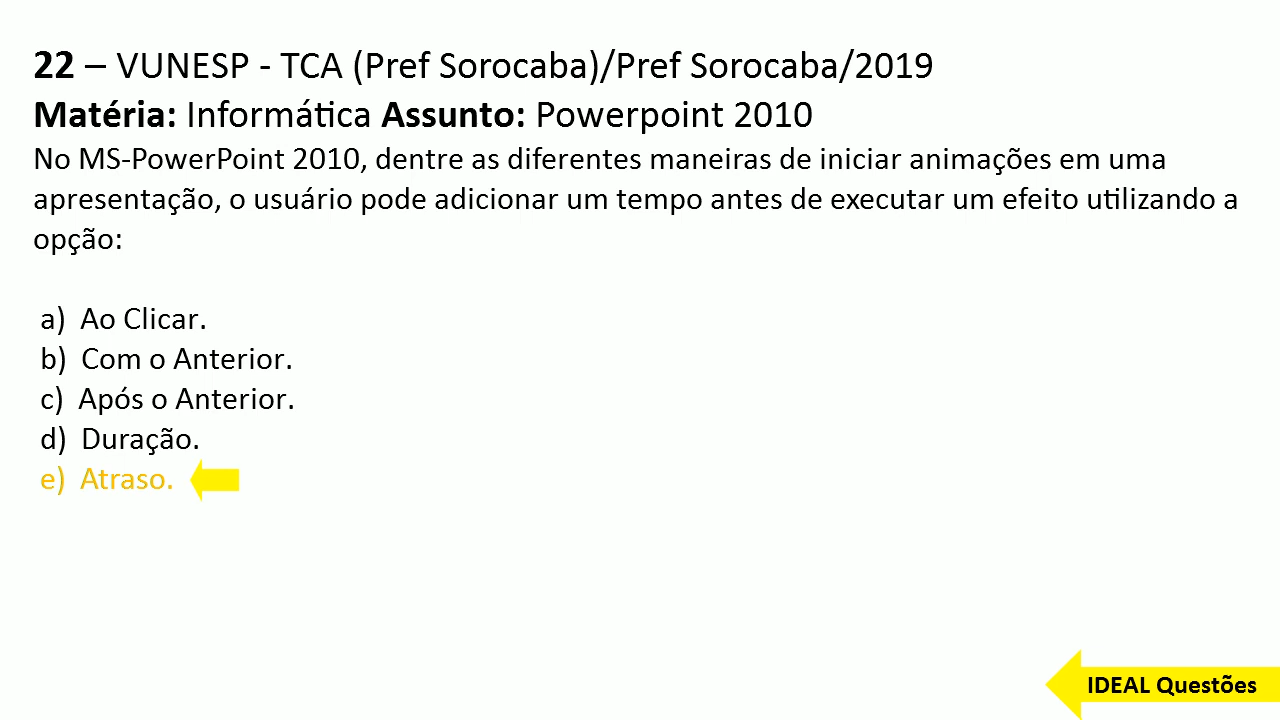 22 – VUNESP - TCA (Pref Sorocaba)/Pref Sorocaba/2019
Matéria: Informática Assunto: Powerpoint 2010
No MS-PowerPoint 2010, dentre as diferentes maneiras de iniciar animações em uma
apresentação, o usuário pode adicionar um tempo antes de executar um efeito utilizando a
opção:
a) Ao Clicar.
b) Com o Anterior.
c) Após o Anterior.
d) Duração.
e) Atraso.
IDEAL Questões